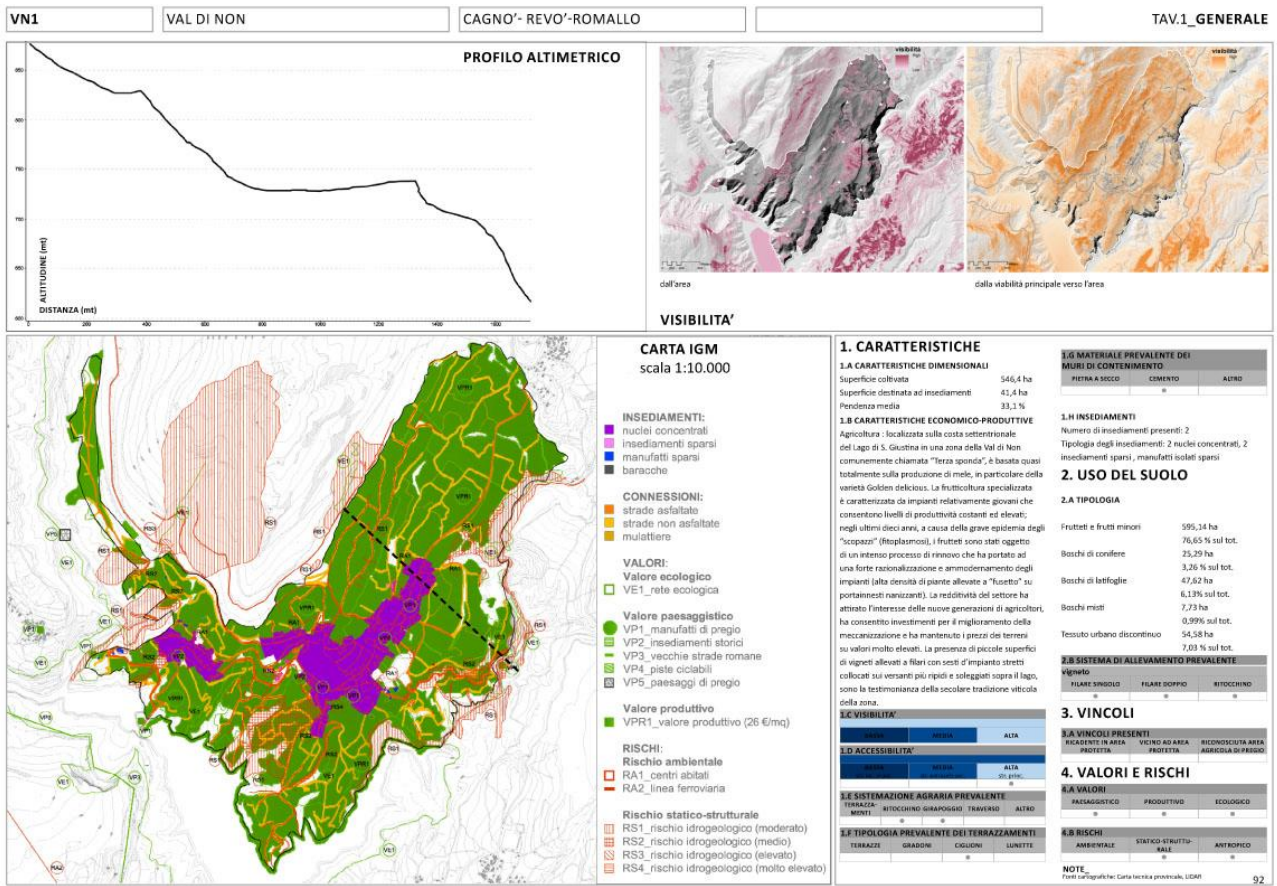 VN1
VAL DI NON
CAGNO'- REVO'-ROMALLO
TAV.1_GENERALE
PROFILO ALTIMETRICO
ALTITUDINE (mt)
DISTANZA (mt)
0 200 400 600 800 1000 1200 1400 1600
visibilità
visibilità
dall'area
dalla viabilità principale verso l'area
VISIBILITA'
CARTA IGM
scala 1:10.000
INSEDIAMENTI:
nuclei concentrati
insediamenti sparsi
manufatti sparsi
baracche
CONNESSIONI:
strade asfaltate
strade non asfaltate
mulattiere
VALORI:
Valore ecologico
VE1_rete ecologica
Valore paesaggistico
VP1_manufatti di pregio
VP2_insediamenti storici
VP3_vecchie strade romane
VP4_piste ciclabili
VP5_paesaggi di pregio
Valore produttivo
VPR1_valore produttivo (26 €/mq)
RISCHI:
Rischio ambientale
RA1_centri abitati
RA2_linea ferroviaria
Rischio statico-strutturale
RS1_rischio idrogeologico (moderato)
RS2_rischio idrogeologico (medio)
RS3_rischio idrogeologico (elevato)
RS4_rischio idrogeologico (molto elevato)
1. CARATTERISTICHE
1.A CARATTERISTICHE DIMENSIONALI
Superficie coltivata 546,4 ha
Superficie destinata ad insediamenti 41,4 ha
Pendenza media 33,1 %
1.B CARATTERISTICHE ECONOMICO-PRODUTTIVE
Agricoltura : localizzata sulla costa settentrionale
del Lago di S. Giustina in una zona della Val di Non
comunemente chiamata "Terza sponda", è basata quasi
totalmente sulla produzione di mele, in particolare della
varietà Golden delicious. La frutticoltura specializzata
è caratterizzata da impianti relativamente giovani che
consentono livelli di produttività costanti ed elevati;
negli ultimi dieci anni, a causa della grave epidemia degli
"scopazzi" (fitoplasmosi), i frutteti sono stati oggetto
di un intenso processo di rinnovo che ha portato ad
una forte razionalizzazione e ammodernamento degli
impianti (alta densità di piante allevate a "fusetto" su
portainnesti nanizzanti). La redditività del settore ha
attirato l'interesse delle nuove generazioni di agricoltori,
ha consentito investimenti per il miglioramento della
meccanizzazione e ha mantenuto i prezzi dei terreni
su valori molto elevati. La presenza di piccole superfici
di vigneti allevati a filari con sesti d'impianto stretti
collocati sui versanti più ripidi e soleggiati a lago sopra,
sono la testimonianza della secolare tradizione viticola
della zona.
1.C VISIBILITA'
MEDIA ALTA
1.D ACCESSIBILITA'
MEDIA ALTA
str. princ.
1.E SISTEMAZIONE AGRARIA PREVALENTE
TERRAZZA-
MENTI RITOCCHINO GIRAPOGGIO TRAVERSO ALTRO
1.F TIPOLOGIA PREVALENTE DEI TERRAZZAMENTI
TERRAZZE GRADONI CIGLIONI LUNETTE
1.G MATERIALE PREVALENTE DEI
MURI DI CONTENIMENTO
PIETRA A SECCO CEMENTO ALTRO
1.H INSEDIAMENTI
Numero di insediamenti presenti: 2
Tipologia degli insediamenti: 2 nuclei concentrati, 2
insediamenti sparsi , manufatti isolati sparsi
2. USO DEL SUOLO
2.A TIPOLOGIA
Frutteti e frutti minori 595,14 ha
76,65 % sul tot.
Boschi di conifere 25,29 ha
3,26 % sul tot.
Boschi di latifoglie 47,62 ha
6,13% sul tot.
Boschi misti 7,73 ha
0,99% sul tot.
Tessuto urbano discontinuo 54,58 ha
7,03 % sul tot.
2.B SISTEMA DI ALLEVAMENTO PREVALENTE
vigneto
FILARE SINGOLO FILARE DOPPIO RITOCCHINO
3. VINCOLI
3.A VINCOLI PRESENTI
RICADENTE IN AREA PROTETTA VICINO AD AREA PROTETTA RICONOSCIUTA AREA AGRICOLA DI PREGIO
4. VALORI E RISCHI
4.A VALORI
PAESAGGISTICO PRODUTTIVO ECOLOGICO
4.B RISCHI
AMBIENTALE STATICO-STRUTTU-RALE ANTROPICO
NOTE_
Fonti cartografiche: Carta tecnica provinciale, LIDAR
92